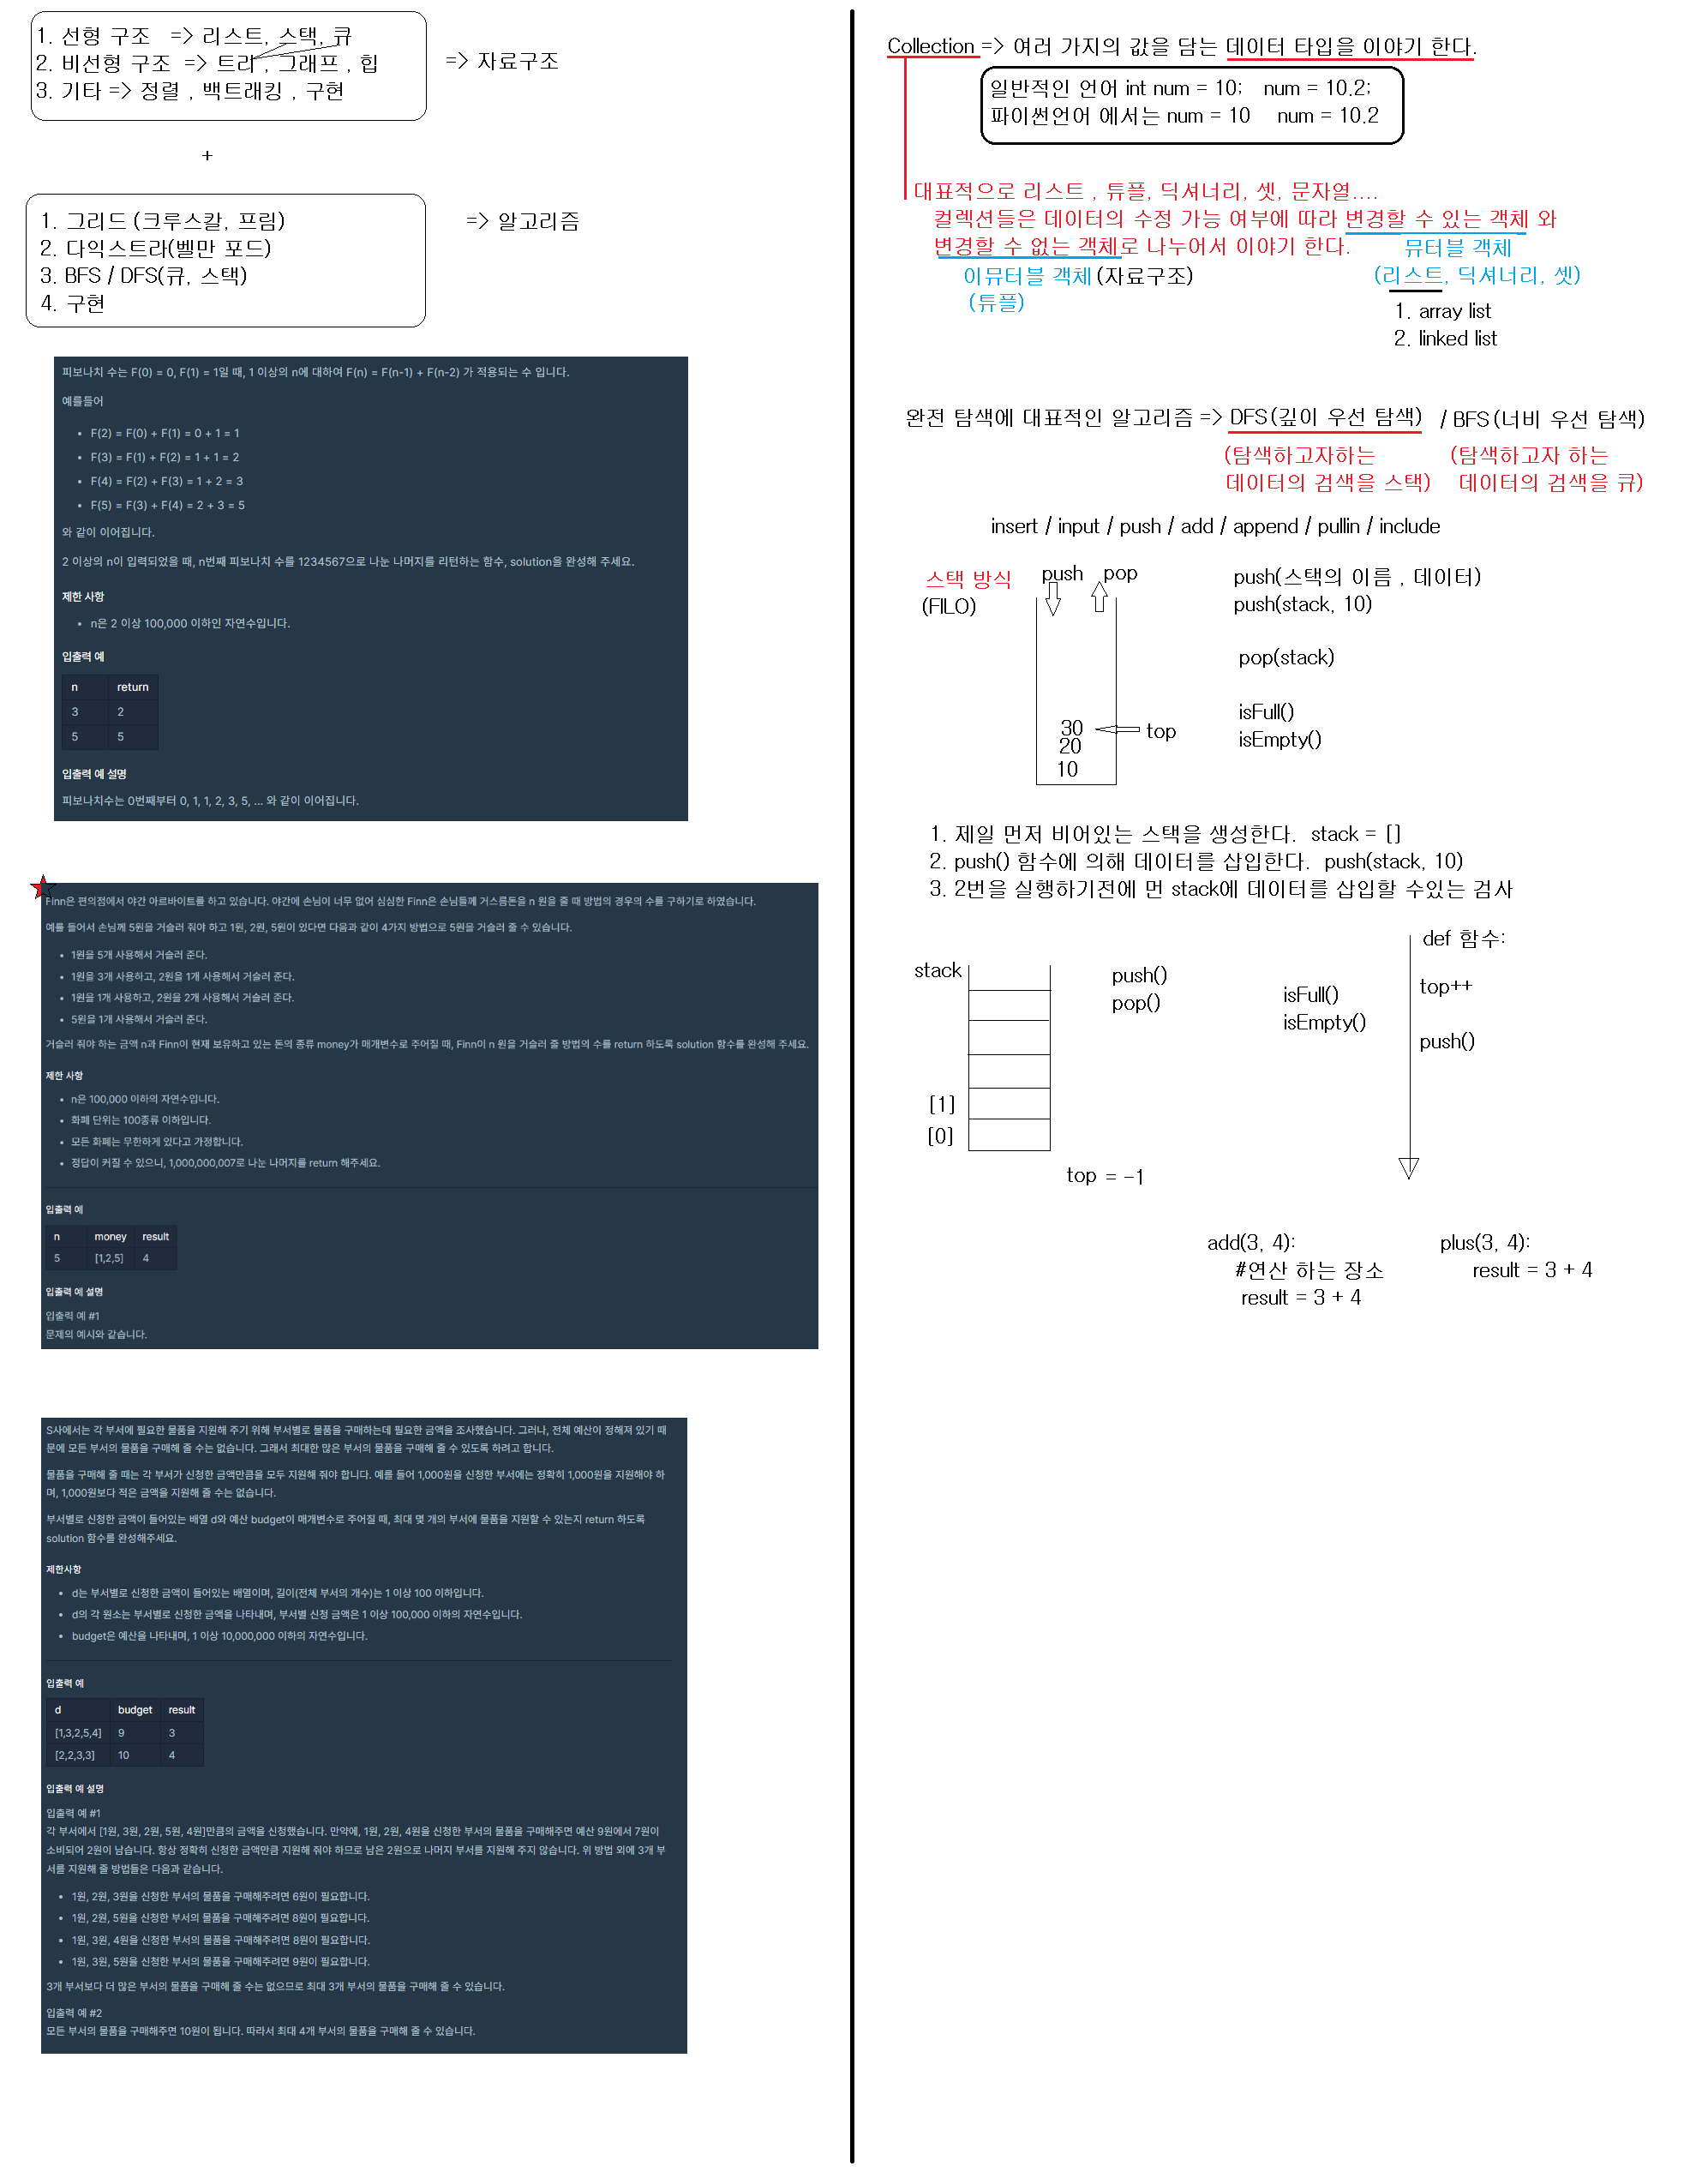 1. 선형 구조 => 리스트, 스택, 큐
2. 비선형 구조 => 트리 , 그래프 , 힙
3. 기타 => 정렬 , 백트래킹 , 구현
=> 자료구조
+
1. 그리드 (크루스칼, 프림)
2. 다익스트라(벨만 포드)
3. BFS / DFS(큐, 스택)
4. 구현
=> 알고리즘
피보나치 수는 F(0) = 0, F(1) = 1일 때, 1 이상의 n에 대하여 F(n) = F(n-1) + F(n-2) 가 적용되는 수 입니다.
예를들어
• F(2) = F(0) + F(1) = 0 + 1 = 1
• F(3) = F(1) + F(2) = 1 + 1 = 2
• F(4) = F(2) + F(3) = 1 + 2 = 3
• F(5) = F(3) + F(4) = 2 + 3 = 5
와 같이 이어집니다.
2 이상의 n이 입력되었을 때, n번째 피보나치 수를 1234567으로 나눈 나머지를 리턴하는 함수, solution을 완성해 주세요.
제한 사항
• n은 2 이상 100,000 이하인 자연수입니다.
입출력 예
n return
3 2
5 5
입출력 예 설명
피보나치수는 0번째부터 0, 1, 1, 2, 3, 5, ... 와 같이 이어집니다.
Finn은 편의점에서 야간 아르바이트를 하고 있습니다. 야간에 손님이 너무 없어 심심한 Finn은 손님들께 거스름돈을 n 원을 줄 때 방법의 경우의 수를 구하기로 하였습니다.
예를 들어서 손님께 5원을 거슬러 줘야 하고 1원, 2원, 5원이 있다면 다음과 같이 4가지 방법으로 5원을 거슬러 줄 수 있습니다.
• 1원을 5개 사용해서 거슬러 준다.
• 1원을 3개 사용하고, 2원을 1개 사용해서 거슬러 준다.
• 1원을 1개 사용하고, 2원을 2개 사용해서 거슬러 준다.
• 5원을 1개 사용해서 거슬러 준다.
거슬러 줘야 하는 금액 n과 Finn이 현재 보유하고 있는 돈의 종류 money가 매개변수로 주어질 때, Finn이 n 원을 거슬러 줄 방법의 수를 return 하도록 solution 함수를 완성해 주세요.
제한 사항
• n은 100,000 이하의 자연수입니다.
• 화폐 단위는 100종류 이하입니다.
• 모든 화폐는 무한하게 있다고 가정합니다.
• 정답이 커질 수 있으니, 1,000,000,007로 나눈 나머지를 return 해주세요.
입출력 예
n money result
5 [1,2,5] 4
입출력 예 설명
입출력 예 #1
문제의 예시와 같습니다.
S사에서는 각 부서에 필요한 물품을 지원해 주기 위해 부서별로 물품을 구매하는데 필요한 금액을 조사했습니다. 그러나, 전체 예산이 정해져 있기 때
문에 모든 부서의 물품을 구매해 줄 수는 없습니다. 그래서 최대한 많은 부서의 물품을 구매해 줄 수 있도록 하려고 합니다.
물품을 구매해 줄 때는 각 부서가 신청한 금액만큼을 모두 지원해 줘야 합니다. 예를 들어 1,000원을 신청한 부서에는 정확히 1,000원을 지원해야 하
며, 1,000원보다 적은 금액을 지원해 줄 수는 없습니다.
부서별로 신청한 금액이 들어있는 배열 d와 예산 budget이 매개변수로 주어질 때, 최대 몇 개의 부서에 물품을 지원할 수 있는지 return 하도록
solution 함수를 완성해주세요.
제한사항
• d는 부서별로 신청한 금액이 들어있는 배열이며, 길이(전체 부서의 개수)는 1 이상 100 이하입니다.
• d의 각 원소는 부서별로 신청한 금액을 나타내며, 부서별 신청 금액은 1 이상 100,000 이하의 자연수입니다.
• budget은 예산을 나타내며, 1 이상 10,000,000 이하의 자연수입니다.
입출력 예
d budget result
[1,3,2,5,4] 9 3
[2,2,3,3] 10 4
입출력 예 설명
입출력 예 #1
각 부서에서 [1원, 3원, 2원, 5원, 4원]만큼의 금액을 신청했습니다. 만약에, 1원, 2원, 4원을 신청한 부서의 물품을 구매해주면 예산 9원에서 7원이
소비되어 2원이 남습니다. 항상 정확히 신청한 금액만큼 지원해 줘야 하므로 남은 2원으로 나머지 부서를 지원해 주지 않습니다. 위 방법 외에 3개 부
서를 지원해 줄 방법들은 다음과 같습니다.
• 1원, 2원, 3원을 신청한 부서의 물품을 구매해주려면 6원이 필요합니다.
• 1원, 2원, 5원을 신청한 부서의 물품을 구매해주려면 8원이 필요합니다.
• 1원, 3원, 4원을 신청한 부서의 물품을 구매해주려면 8원이 필요합니다.
• 1원, 3원, 5원을 신청한 부서의 물품을 구매해주려면 9원이 필요합니다.
3개 부서보다 더 많은 부서의 물품을 구매해 줄 수는 없으므로 최대 3개 부서의 물품을 구매해 줄 수 있습니다.
입출력 예 #2
모든 부서의 물품을 구매해주면 10원이 됩니다. 따라서 최대 4개 부서의 물품을 구매해 줄 수 있습니다.
Collection => 여러 가지의 값을 담는 데이터 타입을 이야기 한다.
일반적인 언어 int num = 10; num = 10.2;
파이썬언어 에서는 num = 10 num = 10.2
대표적으로 리스트 , 튜플, 딕셔너리, 셋, 문자열....
컬렉션들은 데이터의 수정 가능 여부에 따라 변경할 수 있는 객체 와
변경할 수 없는 객체로 나누어서 이야기 한다. 뮤터블 객체
이뮤터블 객체 (자료구조) (리스트, 딕셔너리, 셋)
(튜플)
1. array list
2. linked list
완전 탐색에 대표적인 알고리즘 => DFS(깊이 우선 탐색) / BFS(너비 우선 탐색)
(탐색하고자하는 (탐색하고자 하는
데이터의 검색을 스택) 데이터의 검색을 큐)
insert / input / push / add / append / pullin / include
스택 방식 push pop push(스택의 이름 , 데이터)
(FILO) push(stack, 10)
pop(stack)
isFull()
30 top
isEmpty()
20
10
1. 제일 먼저 비어있는 스택을 생성한다. stack = []
2. push() 함수에 의해 데이터를 삽입한다. push(stack, 10)
3. 2번을 실행하기전에 먼 stack에 데이터를 삽입할 수있는 검사
def 함수:
stack push()
top++
isFull()
pop()
isEmpty()
push()
[1]
[0]
top = -1
add(3, 4): plus(3, 4):
#연산 하는 장소 result = 3 + 4
result = 3 + 4